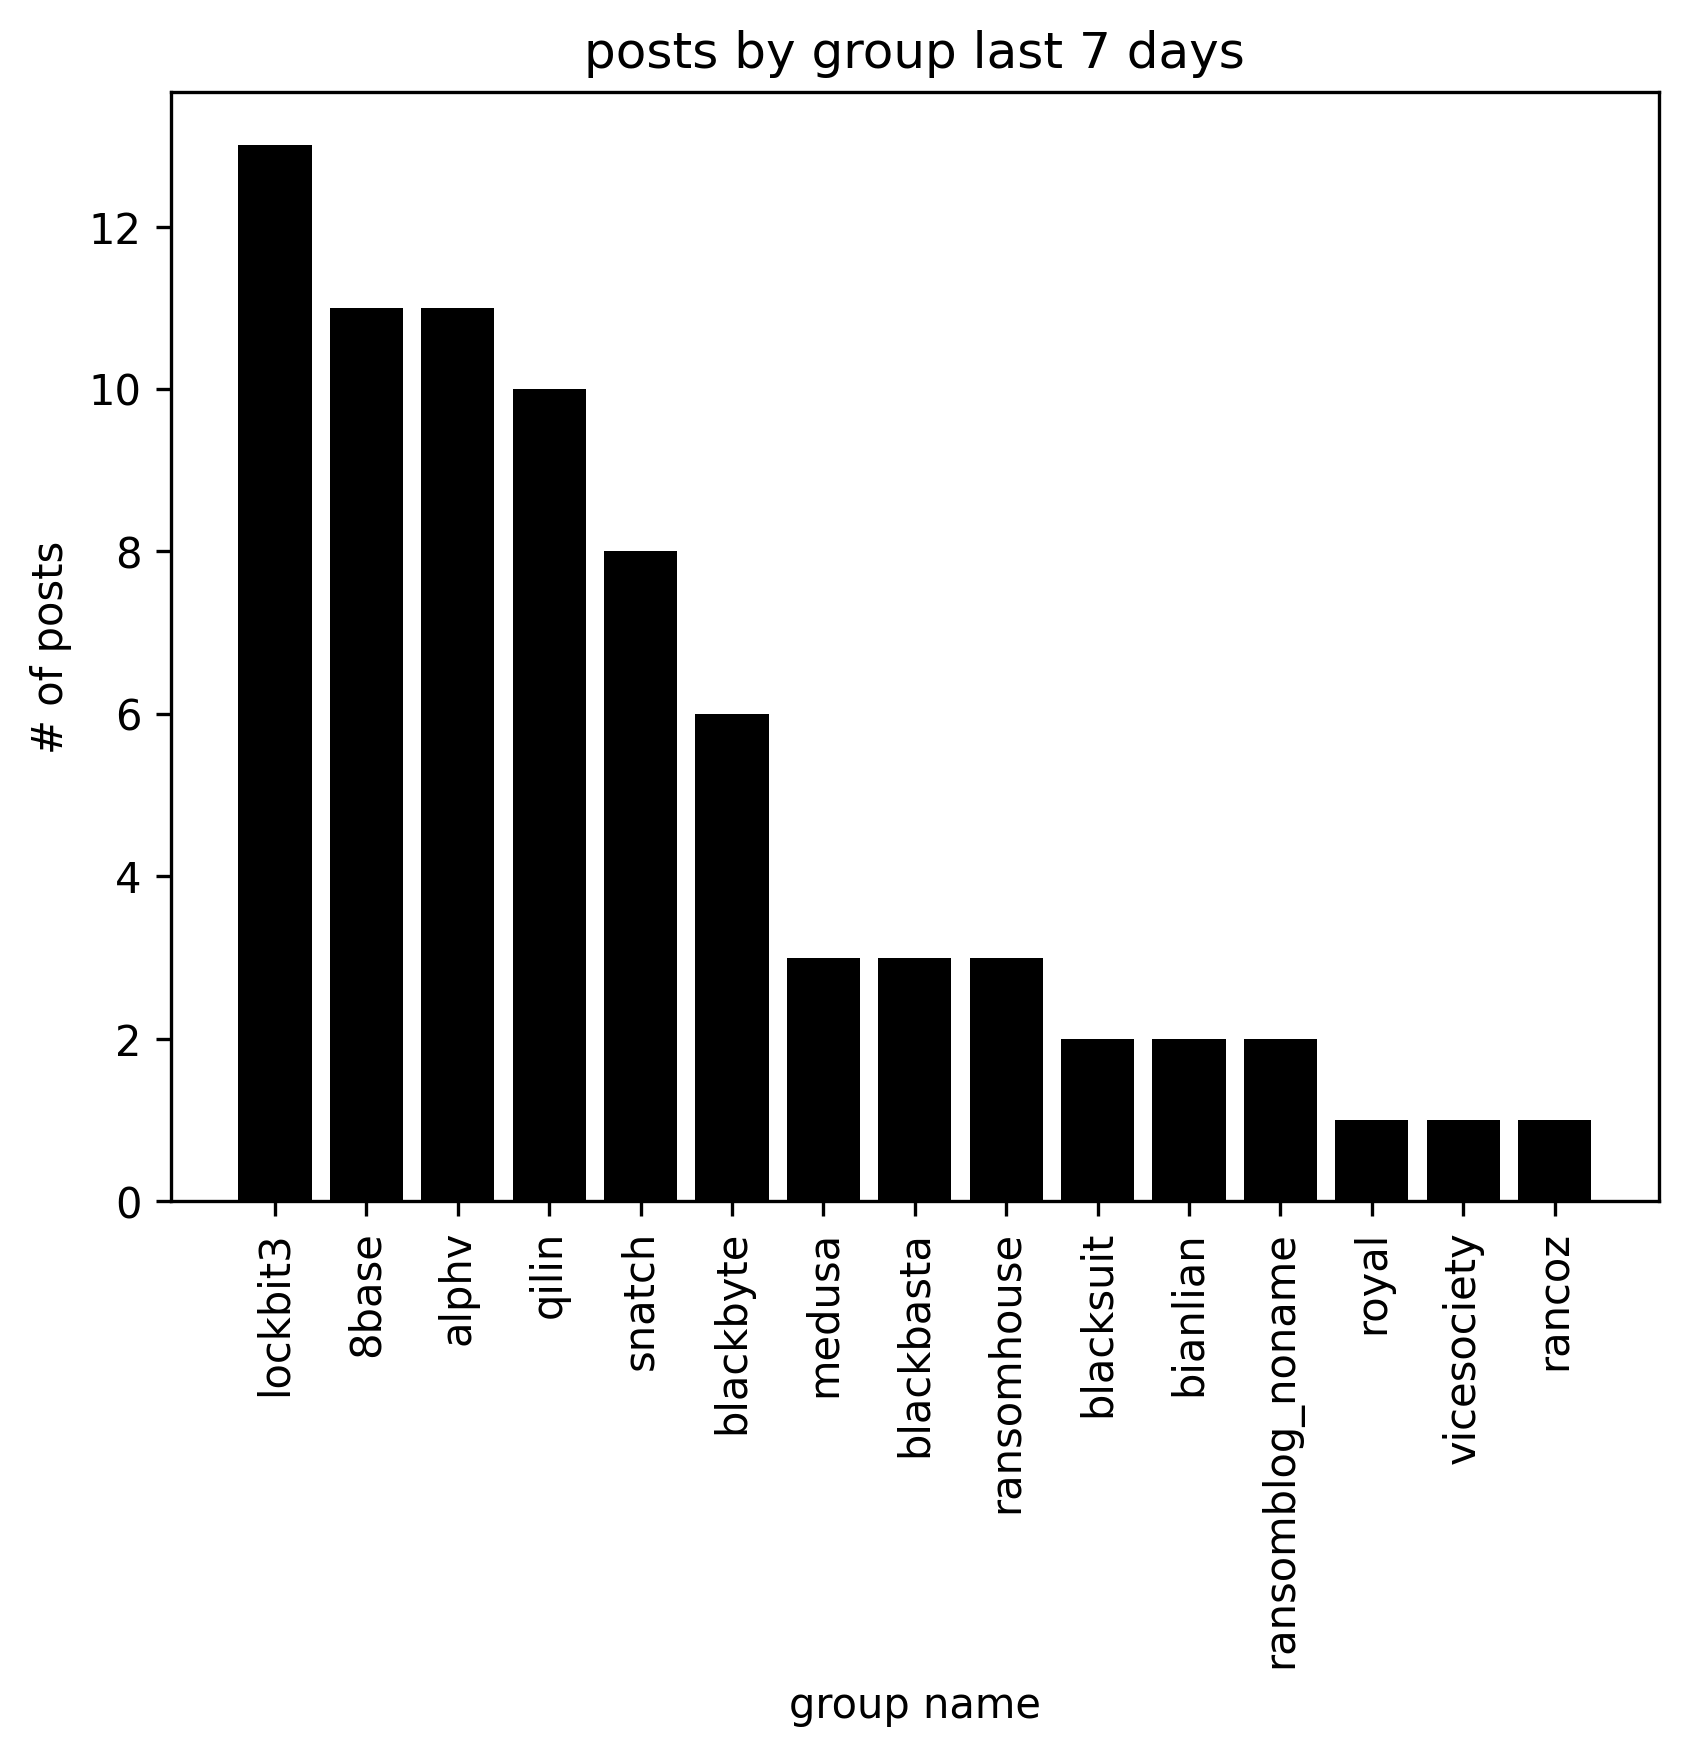 posts by group last 7 days
# of posts
12
10
8
6
4
2
0
lockbit3
8base
alphv
qilin
snatch
blackbyte
medusa
blackbasta
ransomhouse
blacksuit
bianlian
ransomblog_noname
royal
vicesociety
rancoz
group name